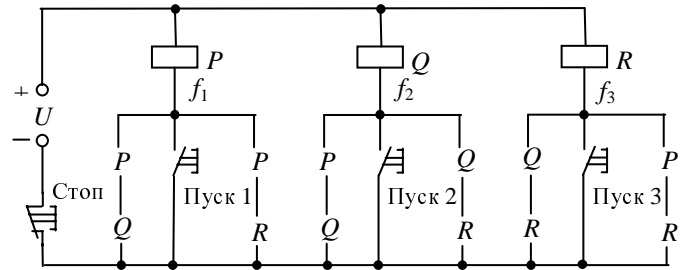 P Q R
+ f₁ f₂ f₃
U
−
P P P Q Q P
Стоп Пуск 1 Пуск 2 Пуск 3
Q R Q R R R